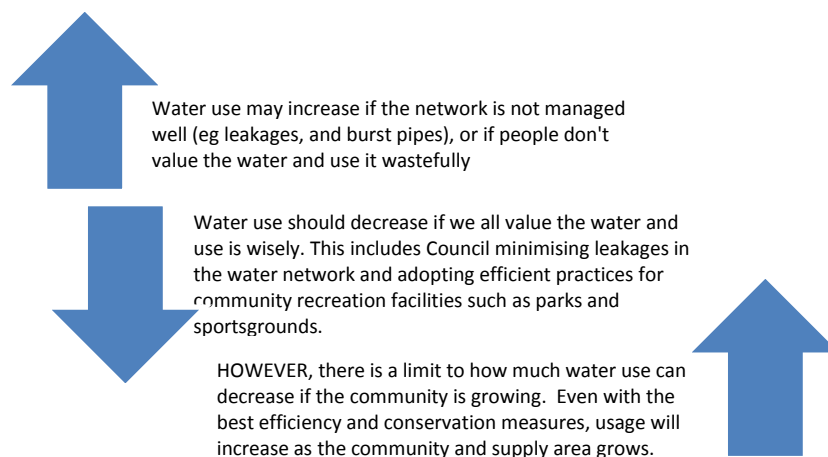 Water use may increase if the network is not managed
well (eg leakages, and burst pipes), or if people don't
value the water and use it wastefully
Water use should decrease if we all value the water and
use is wisely. This includes Council minimising leakages in
the water network and adopting efficient practices for
community recreation facilities such as parks and
sportsgrounds.
HOWEVER, there is a limit to how much water use can
decrease if the community is growing.  Even with the
best efficiency and conservation measures, usage will
increase as the community and supply area grows.